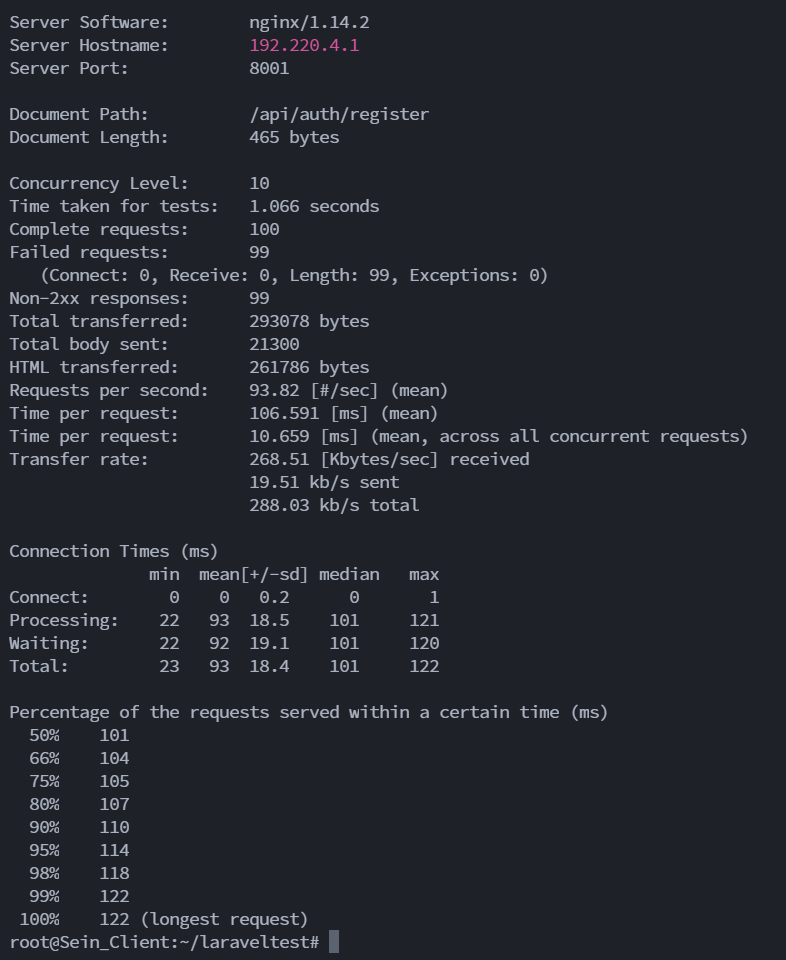 Server Software:        nginx/1.14.2
Server Hostname:        192.220.4.1
Server Port:            8001
Document Path:          /api/auth/register
Document Length:        465 bytes
Concurrency Level:      10
Time taken for tests:   1.066 seconds
Complete requests:      100
Failed requests:        99
   (Connect: 0, Receive: 0, Length: 99, Exceptions: 0)
Non-2xx responses:      99
Total transferred:      293078 bytes
Total body sent:        21300
HTML transferred:       261786 bytes
Requests per second:    93.82 [#/sec] (mean)
Time per request:       106.591 [ms] (mean)
Time per request:       10.659 [ms] (mean, across all concurrent requests)
Transfer rate:          268.51 [Kbytes/sec] received
                        19.51 kb/s sent
                        288.03 kb/s total
Connection Times (ms)
              min  mean[+/-sd] median   max
Connect:        0    0   0.2      0       1
Processing:    22   93  18.5    101     121
Waiting:       22   92  19.1    101     120
Total:         23   93  18.4    101     122
Percentage of the requests served within a certain time (ms)
  50%    101
  66%    104
  75%    105
  80%    107
  90%    110
  95%    114
  98%    118
  99%    122
 100%    122 (longest request)
root@Sein_Client:~/laraveltest#